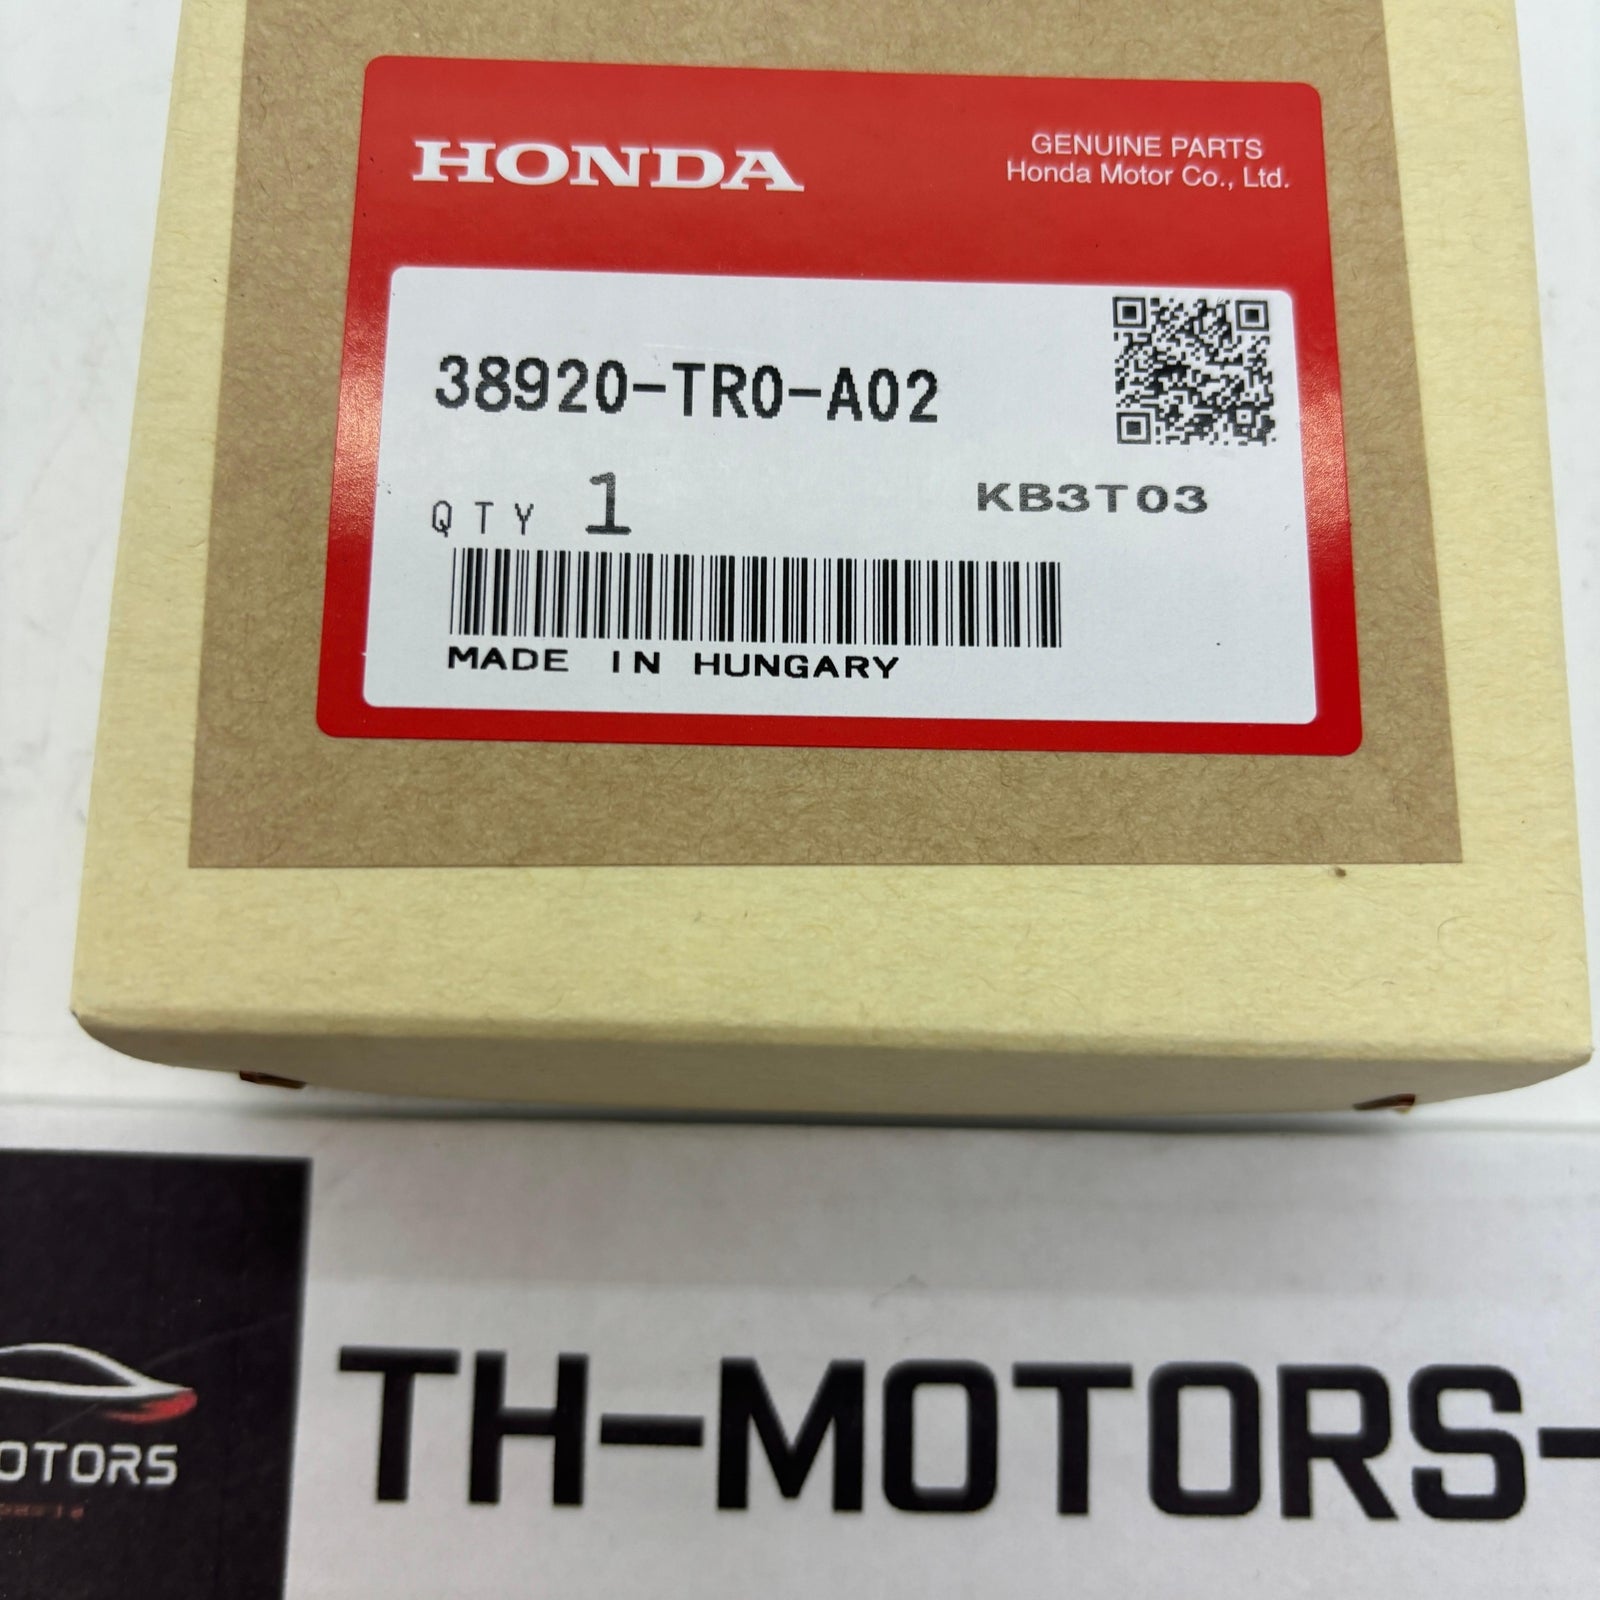 HONDA
GENUINE PARTS
Honda Motor Co., Ltd.
38920-TR0-A02
QTY 1
KB3T03
MADE IN HUNGARY
TH-MOTORS-
OTORS